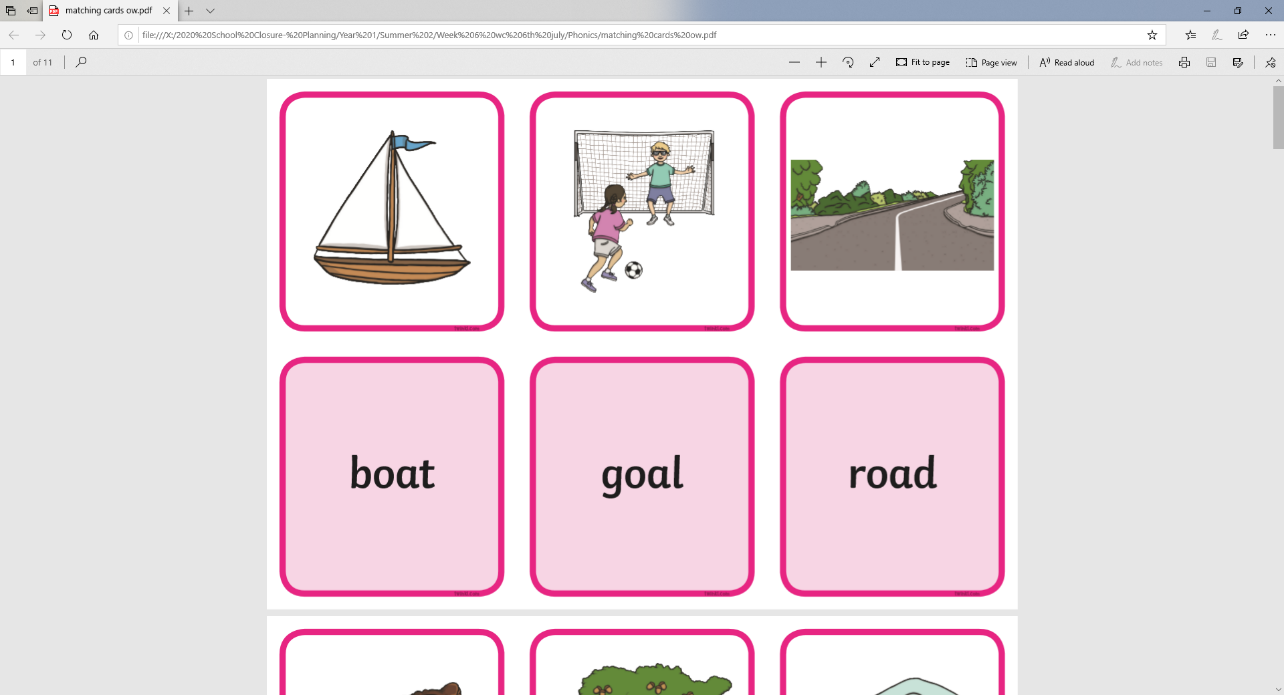 matching cards ow.pdf
file:///X:/2020%20School%20Closure-%20Planning/Year%201/Summer%202/Week%206%20wc%206th%20july/Phonics/matching%20cards%20ow.pdf
1 of 11 Fit to page Page view Read aloud Add notes
boat goal road